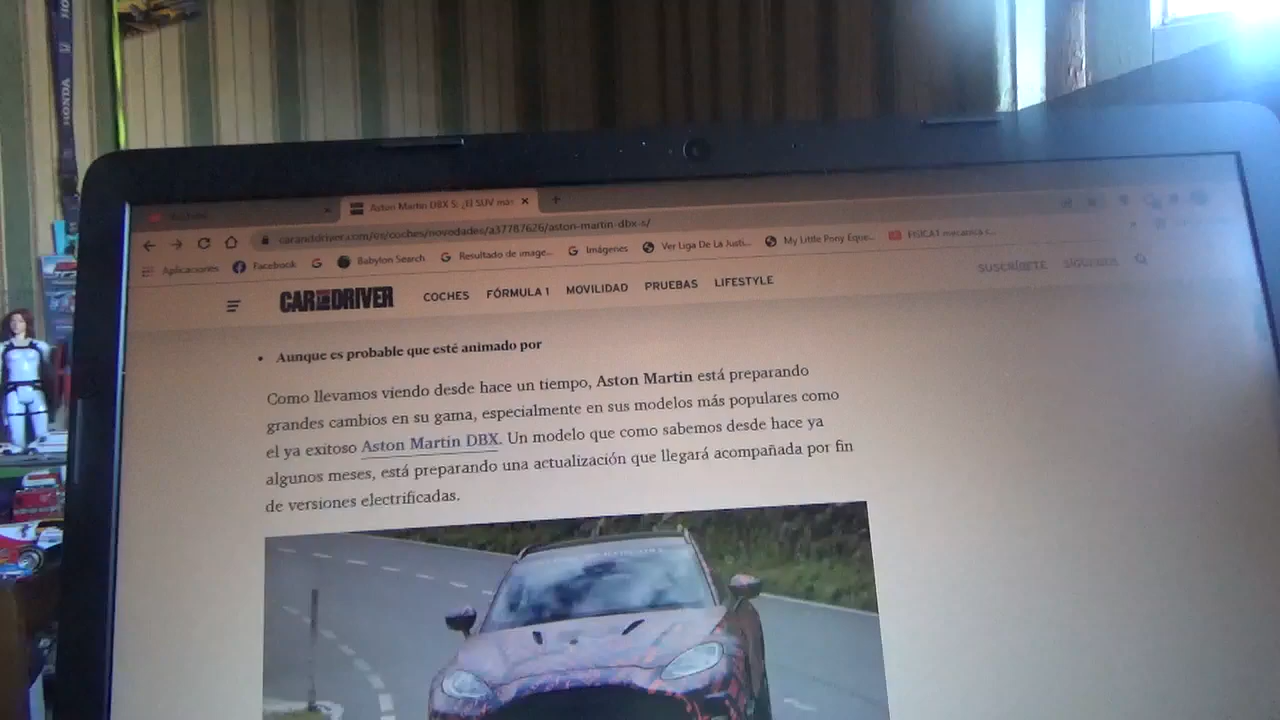 HONDA
Aston Martin DBX S: ¿El SUV más
caranddriver.com/es/coches/novedades/a37787626/aston-martin-dbx-s/
Aplicaciones Facebook Babylon Search Resultado de image... Imágenes Ver Liga De La Justi... My Little Pony Eque... FISICA1 mecanica c...
CAR AND DRIVER COCHES FÓRMULA 1 MOVILIDAD PRUEBAS LIFESTYLE SUSCRÍBETE SÍGUENOS
• Aunque es probable que esté animado por
Como llevamos viendo desde hace un tiempo, Aston Martin está preparando
grandes cambios en su gama, especialmente en sus modelos más populares como
el ya exitoso Aston Martin DBX. Un modelo que como sabemos desde hace ya
algunos meses, está preparando una actualización que llegará acompañada por fin
de versiones electrificadas.